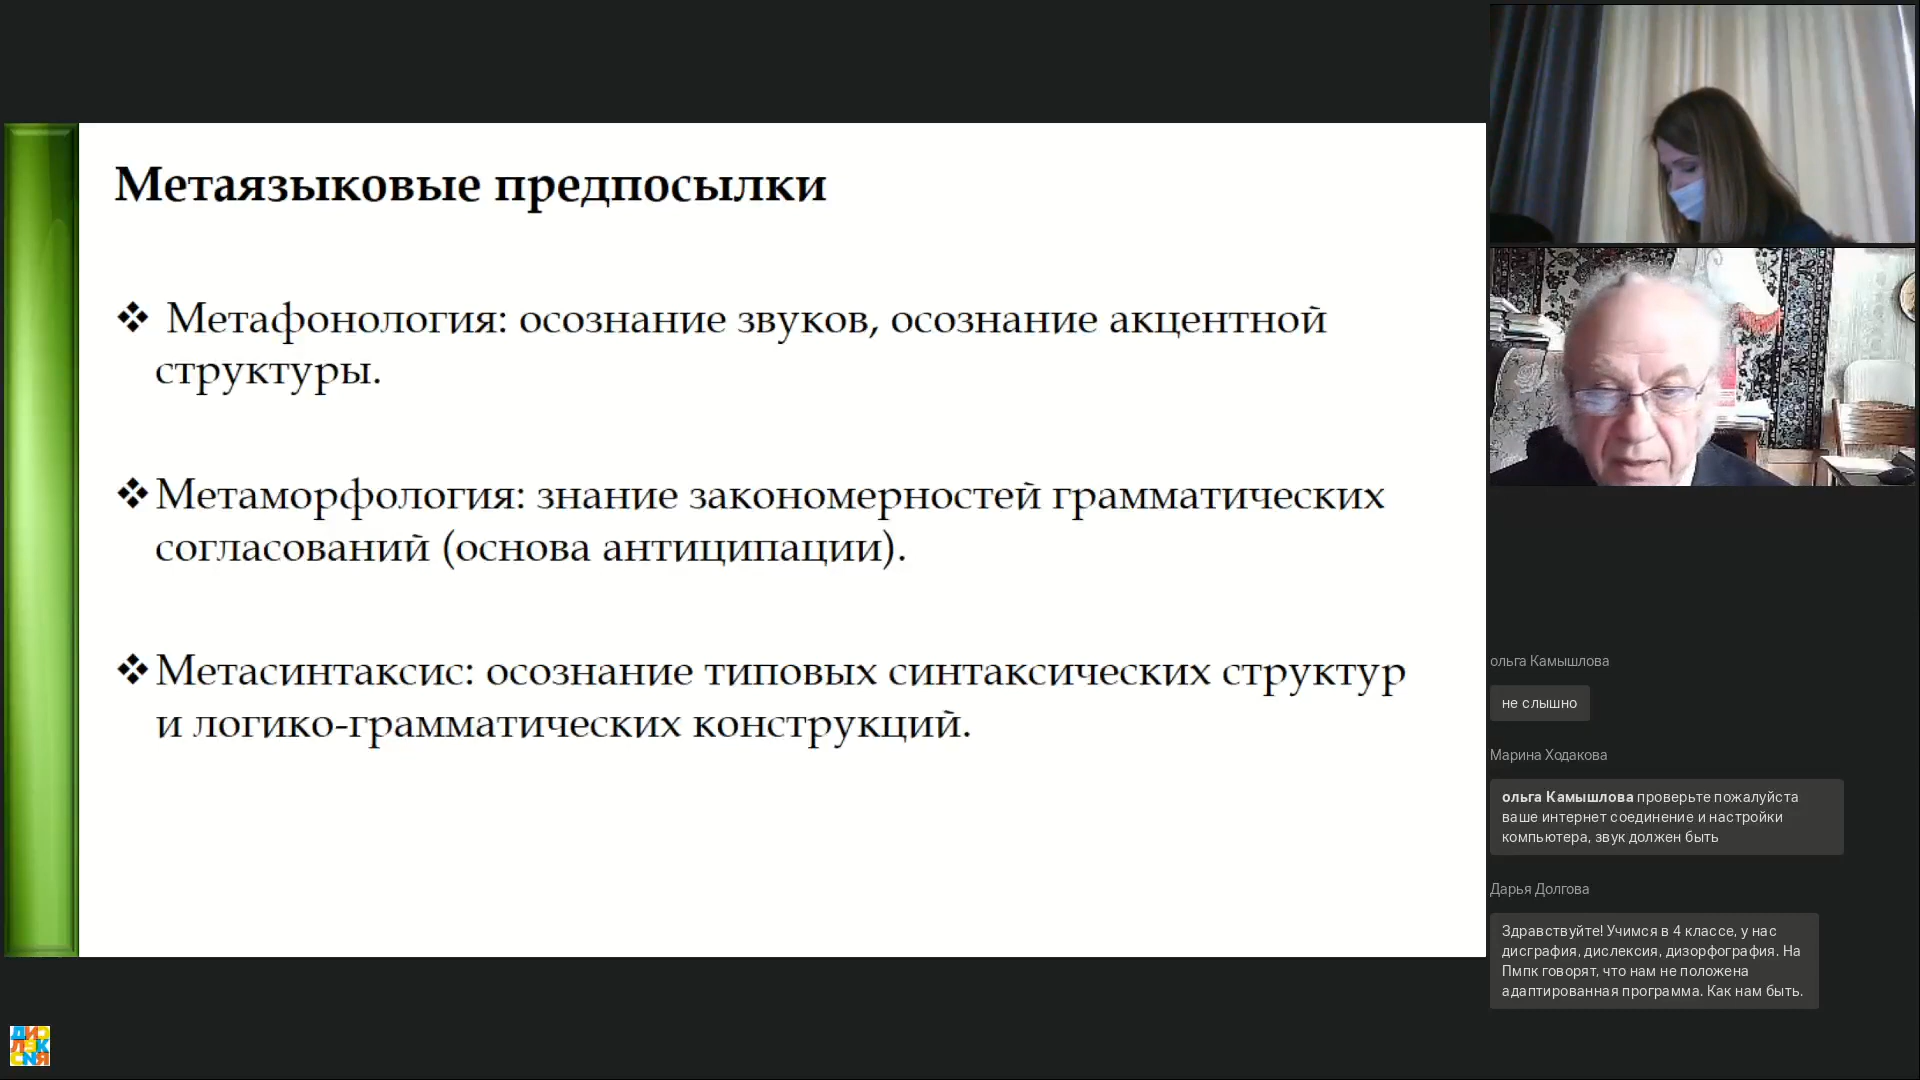 Метаязыковые предпосылки
❖ Метафонология: осознание звуков, осознание акцентной
структуры.
❖ Метаморфология: знание закономерностей грамматических
согласований (основа антиципации).
❖ Метасинтаксис: осознание типовых синтаксических структур
и логико-грамматических конструкций.
ольга Камышлова
не слышно
Марина Ходакова
ольга Камышлова проверьте пожалуйста
ваше интернет соединение и настройки
компьютера, звук должен быть
Дарья Долгова
Здравствуйте! Учимся в 4 классе, у нас
дисграфия, дислексия, дизорфография. На
Пмпк говорят, что нам не положена
адаптированная программа. Как нам быть.
ДИС
ЛЕК
СИЯ